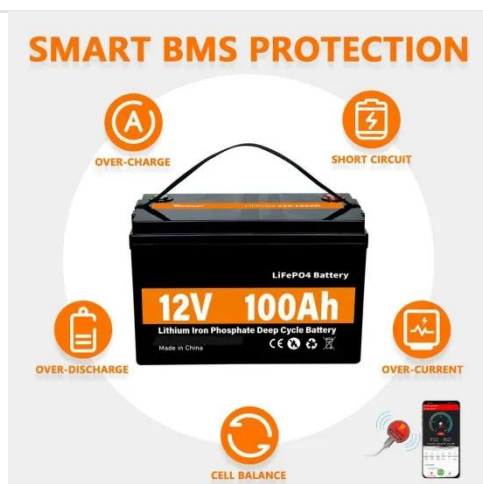 SMART BMS PROTECTION
A
OVER-CHARGE
SHORT CIRCUIT
LiFePO4 Battery
12V 100Ah
Lithium Iron Phosphate Deep Cycle Battery
Made in China
CE
OVER-DISCHARGE
OVER-CURRENT
CELL BALANCE